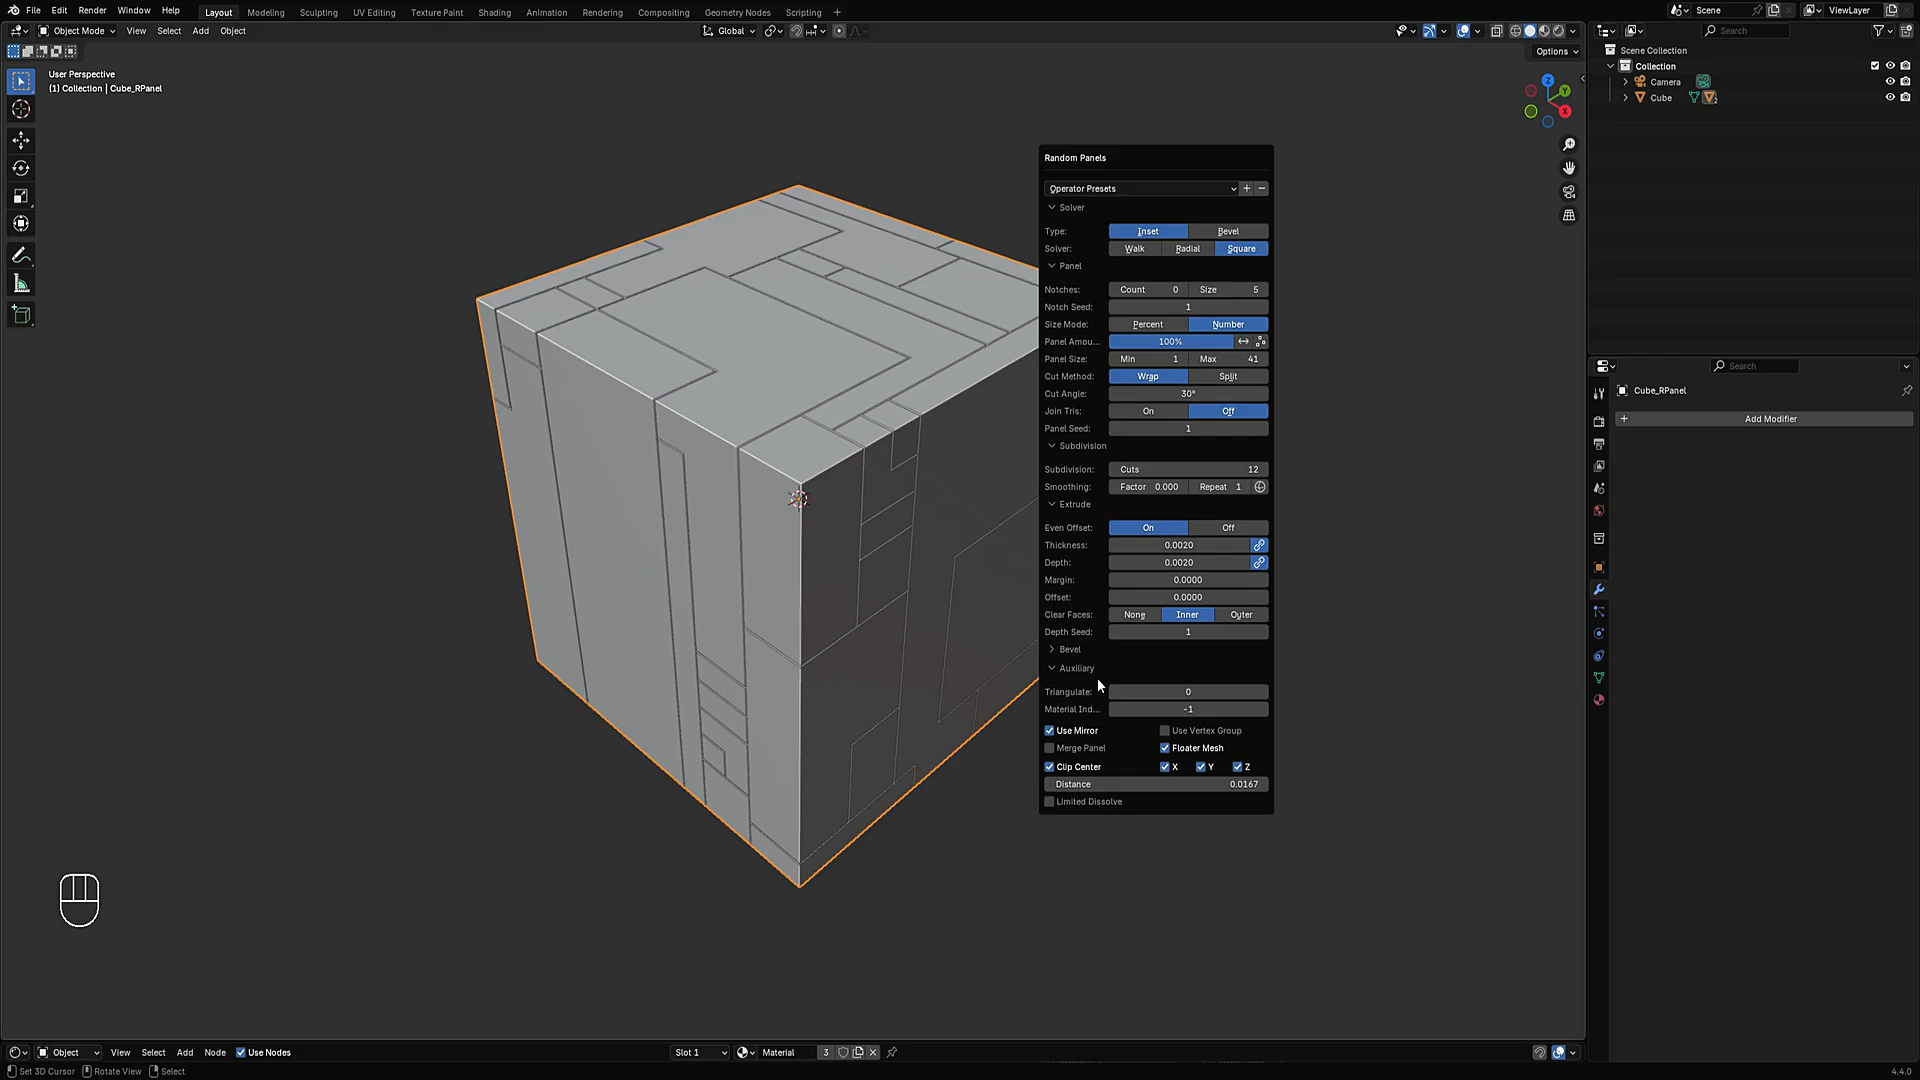 File Edit Render Window Help Layout Modeling Sculpting UV Editing Texture Paint Shading Animation Rendering Compositing Geometry Nodes Scripting + Scene ViewLayer
Object Mode View Select Add Object Global Search
Options
User Perspective
(1) Collection | Cube_RPanel
Scene Collection
Collection
Camera
Cube
2
Z
Y
X
Random Panels
Operator Presets + −
Solver
Type: Inset Bevel
Solver: Walk Radial Square
Panel
Notches: Count 0 Size 5
Notch Seed: 1
Size Mode: Percent Number
Panel Amou... 100%
Panel Size: Min 1 Max 41
Cut Method: Wrap Split
Cut Angle: 30°
Join Tris: On Off
Panel Seed: 1
Subdivision
Subdivision: Cuts 12
Smoothing: Factor 0.000 Repeat 1
Extrude
Even Offset: On Off
Thickness: 0.0020
Depth: 0.0020
Margin: 0.0000
Offset: 0.0000
Clear Faces: None Inner Outer
Depth Seed: 1
Bevel
Auxiliary
Triangulate: 0
Material Ind... -1
Use Mirror Use Vertex Group
Merge Panel Floater Mesh
Clip Center X Y Z
Distance 0.0167
Limited Dissolve
Search
Cube_RPanel
+ Add Modifier
Object View Select Add Node Use Nodes Slot 1 Material 3
Set 3D Cursor Rotate View Select 4.4.0